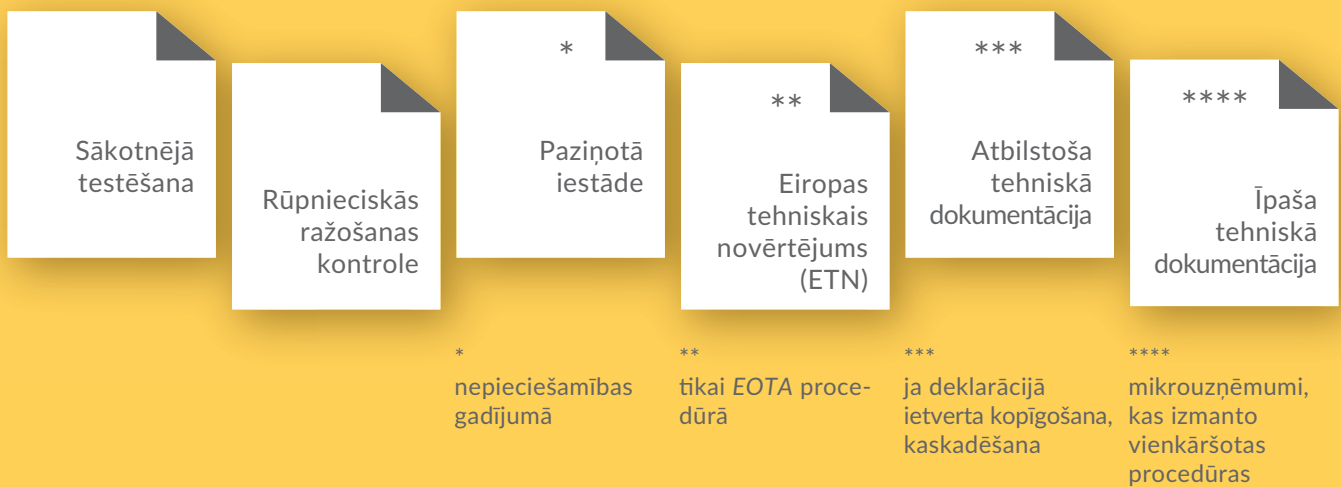 Sākotnējā
testēšana
Rūpnieciskās
ražošanas
kontrole
*
Paziņotā
iestāde
**
Eiropas
tehniskais
novērtējums
(ETN)
***
Atbilstoša
tehniskā
dokumentācija
****
Īpaša
tehniskā
dokumentācija
*
nepieciešamības
gadījumā
**
tikai EOTA proce-
dūrā
***
ja deklarācijā
ietverta kopīgošana,
kaskadēšana
****
mikrouzņēmumi,
kas izmanto
vienkāršotas
procedūras